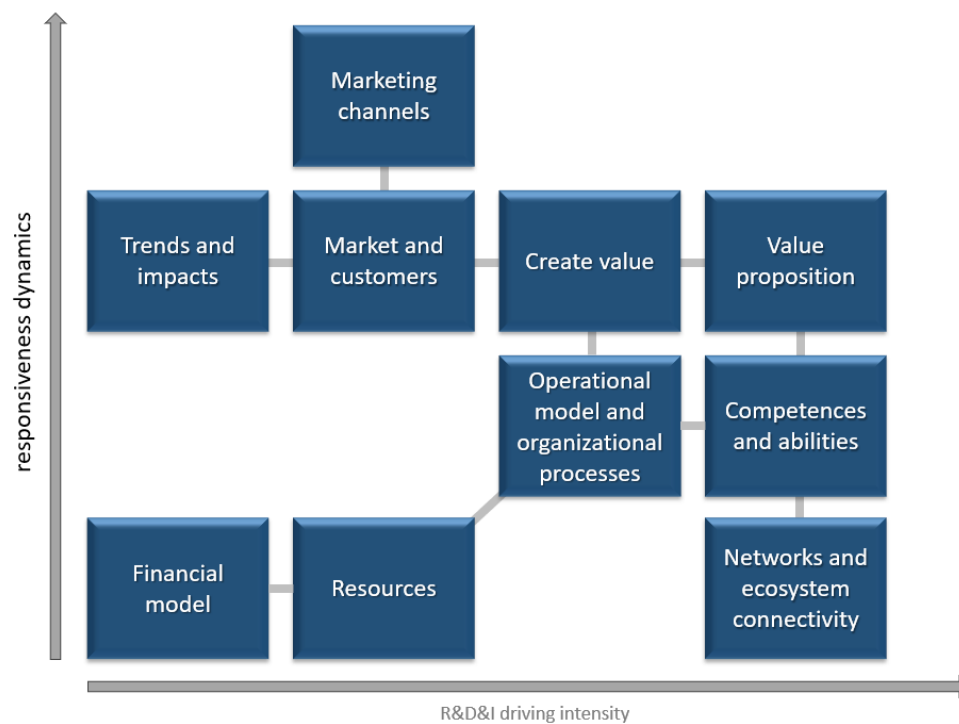 Marketing
channels
responsiveness dynamics
Trends and
impacts
Market and
customers
Create value
Value
proposition
Operational
model and
organizational
processes
Competences
and abilities
Financial
model
Resources
Networks and
ecosystem
connectivity
R&D&I driving intensity